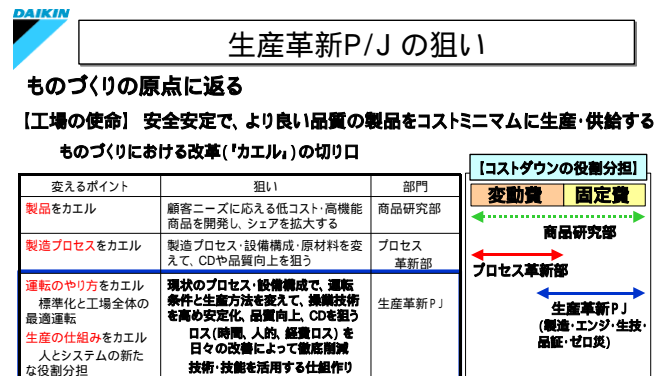 DAIKIN
生産革新P/J の狙い
ものづくりの原点に返る
【工場の使命】 安全安定で、より良い品質の製品をコストミニマムに生産・供給する
ものづくりにおける改革(『カエル』)の切り口
変えるポイント 狙い 部門
製品をカエル
顧客ニーズに応える低コスト・高機能
商品を開発し、シェアを拡大する
商品研究部
製造プロセスをカエル
製造プロセス・設備構成・原材料を変
えて、CDや品質向上を狙う
プロセス
革新部
運転のやり方をカエル
標準化と工場全体の
最適運転
生産の仕組みをカエル
人とシステムの新た
な役割分担
現状のプロセス・設備構成で、運転
条件と生産方法を変えて、操業技術
を高め安定化、品質向上、CDを狙う
ロス(時間、人的、経費ロス) を
日々の改善によって徹底削減
技術・技能を活用する仕組作り
生産革新PJ
【コストダウンの役割分担】
変動費 固定費
商品研究部
プロセス革新部
生産革新PJ
(製造・エンジ・生技・
品証・ゼロ災)